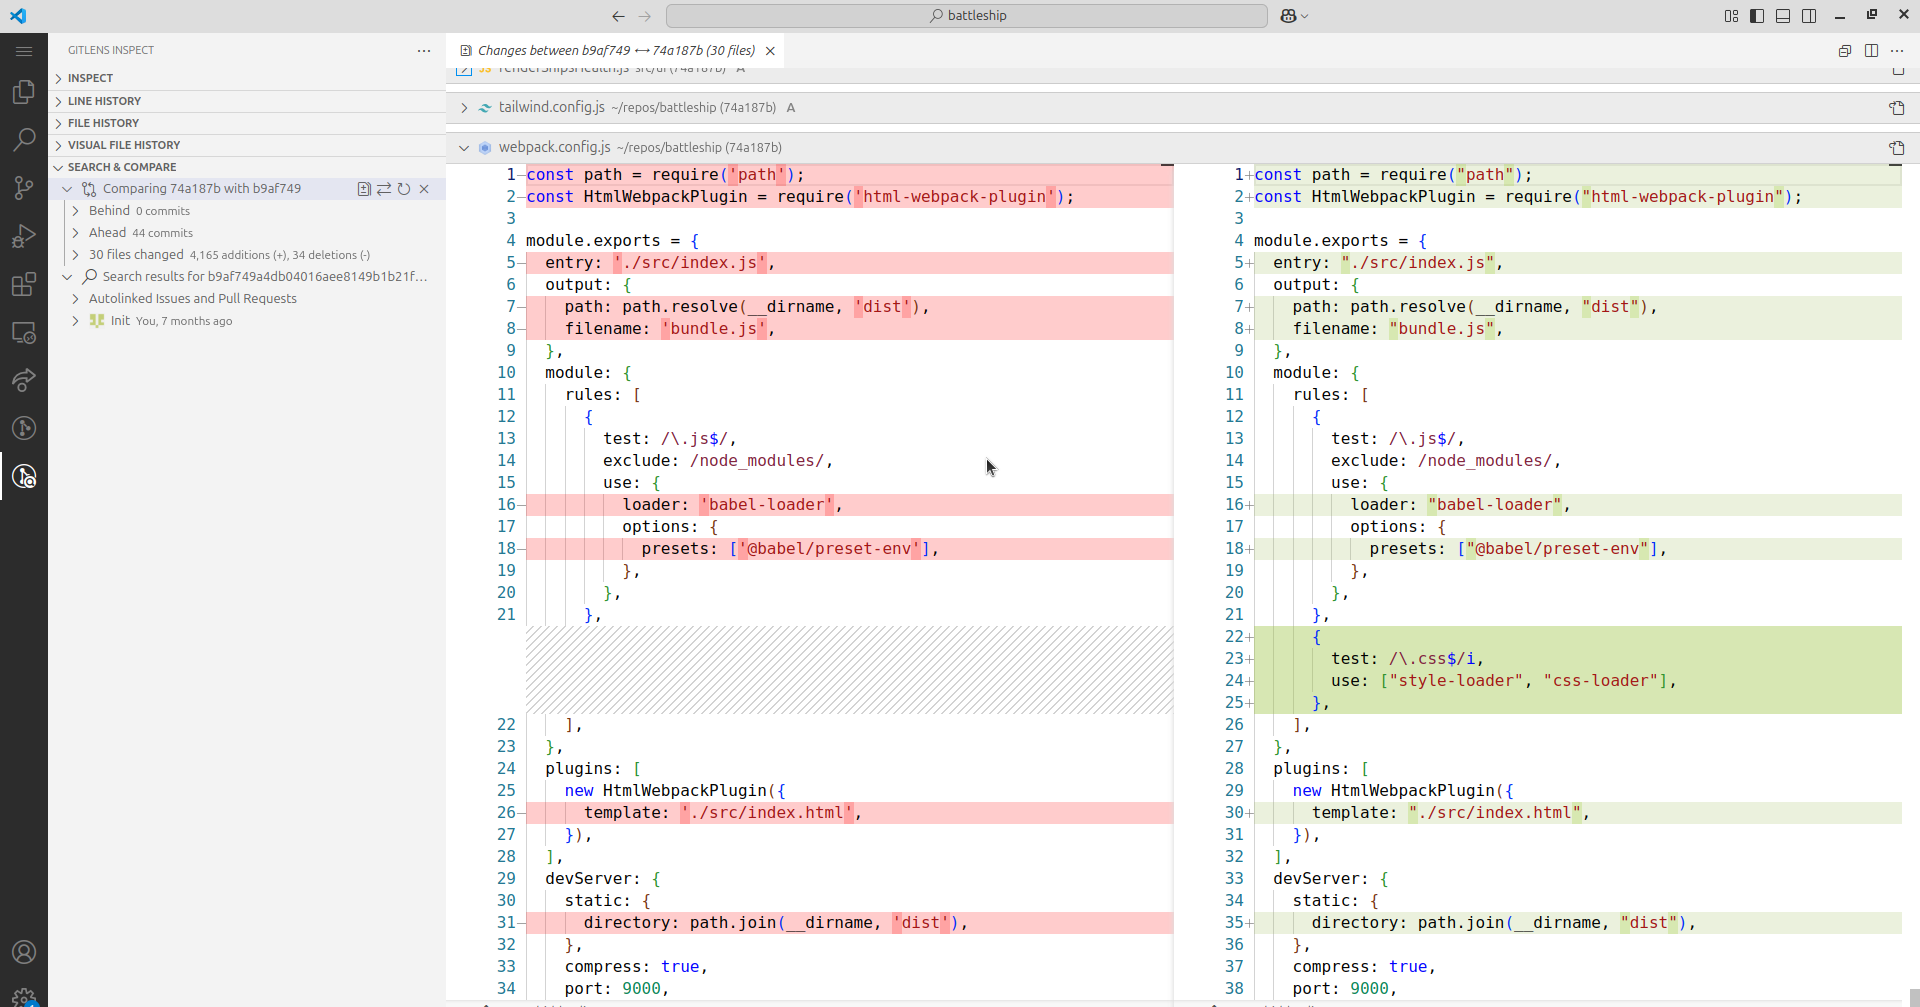 battleship
GITLENS INSPECT
Changes between b9af749 ⟷ 74a187b (30 files)
INSPECT
LINE HISTORY
FILE HISTORY
VISUAL FILE HISTORY
SEARCH & COMPARE
Comparing 74a187b with b9af749
Behind 0 commits
Ahead 44 commits
30 files changed 4,165 additions (+), 34 deletions (-)
Search results for b9af749a4db04016aee8149b1b21f...
Autolinked Issues and Pull Requests
Init You, 7 months ago
JS renderShipsHealth.js src/ui (74a187b) A
tailwind.config.js ~/repos/battleship (74a187b) A
webpack.config.js ~/repos/battleship (74a187b)
1− const path = require('path');
2− const HtmlWebpackPlugin = require('html-webpack-plugin');
3
4 module.exports = {
5− entry: './src/index.js',
6 output: {
7− path: path.resolve(__dirname, 'dist'),
8− filename: 'bundle.js',
9 },
10 module: {
11 rules: [
12 {
13 test: /\.js$/,
14 exclude: /node_modules/,
15 use: {
16− loader: 'babel-loader',
17 options: {
18− presets: ['@babel/preset-env'],
19 },
20 },
21 },
22 ],
23 },
24 plugins: [
25 new HtmlWebpackPlugin({
26− template: './src/index.html',
27 }),
28 ],
29 devServer: {
30 static: {
31− directory: path.join(__dirname, 'dist'),
32 },
33 compress: true,
34 port: 9000,
1+ const path = require("path");
2+ const HtmlWebpackPlugin = require("html-webpack-plugin");
3
4 module.exports = {
5+ entry: "./src/index.js",
6 output: {
7+ path: path.resolve(__dirname, "dist"),
8+ filename: "bundle.js",
9 },
10 module: {
11 rules: [
12 {
13 test: /\.js$/,
14 exclude: /node_modules/,
15 use: {
16+ loader: "babel-loader",
17 options: {
18+ presets: ["@babel/preset-env"],
19 },
20 },
21 },
22+ {
23+ test: /\.css$/i,
24+ use: ["style-loader", "css-loader"],
25+ },
26 ],
27 },
28 plugins: [
29 new HtmlWebpackPlugin({
30+ template: "./src/index.html",
31 }),
32 ],
33 devServer: {
34 static: {
35+ directory: path.join(__dirname, "dist"),
36 },
37 compress: true,
38 port: 9000,